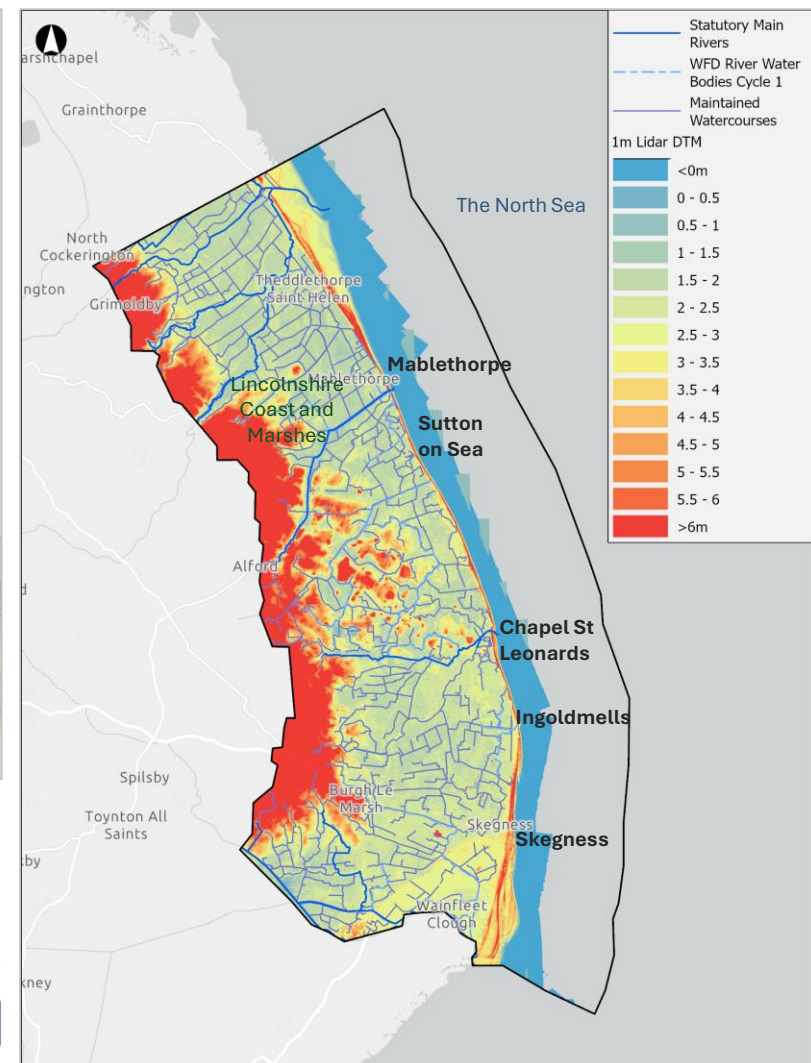 Statutory Main
Rivers
WFD River Water
Bodies Cycle 1
Maintained
Watercourses
1m Lidar DTM
<0m
0 - 0.5
0.5 - 1
1 - 1.5
1.5 - 2
2 - 2.5
2.5 - 3
3 - 3.5
3.5 - 4
4 - 4.5
4.5 - 5
5 - 5.5
5.5 - 6
>6m
Grainthorpe
The North Sea
North
Cockerington
Grimoldby
Theddlethorpe
Saint Helen
Mablethorpe
Mablethorpe
Lincolnshire
Coast and
Marshes
Sutton
on Sea
Alford
Chapel St
Leonards
Ingoldmells
Spilsby
Burgh Le
Marsh
Toynton All
Saints
Skegness
Skegness
Wainfleet
Clough